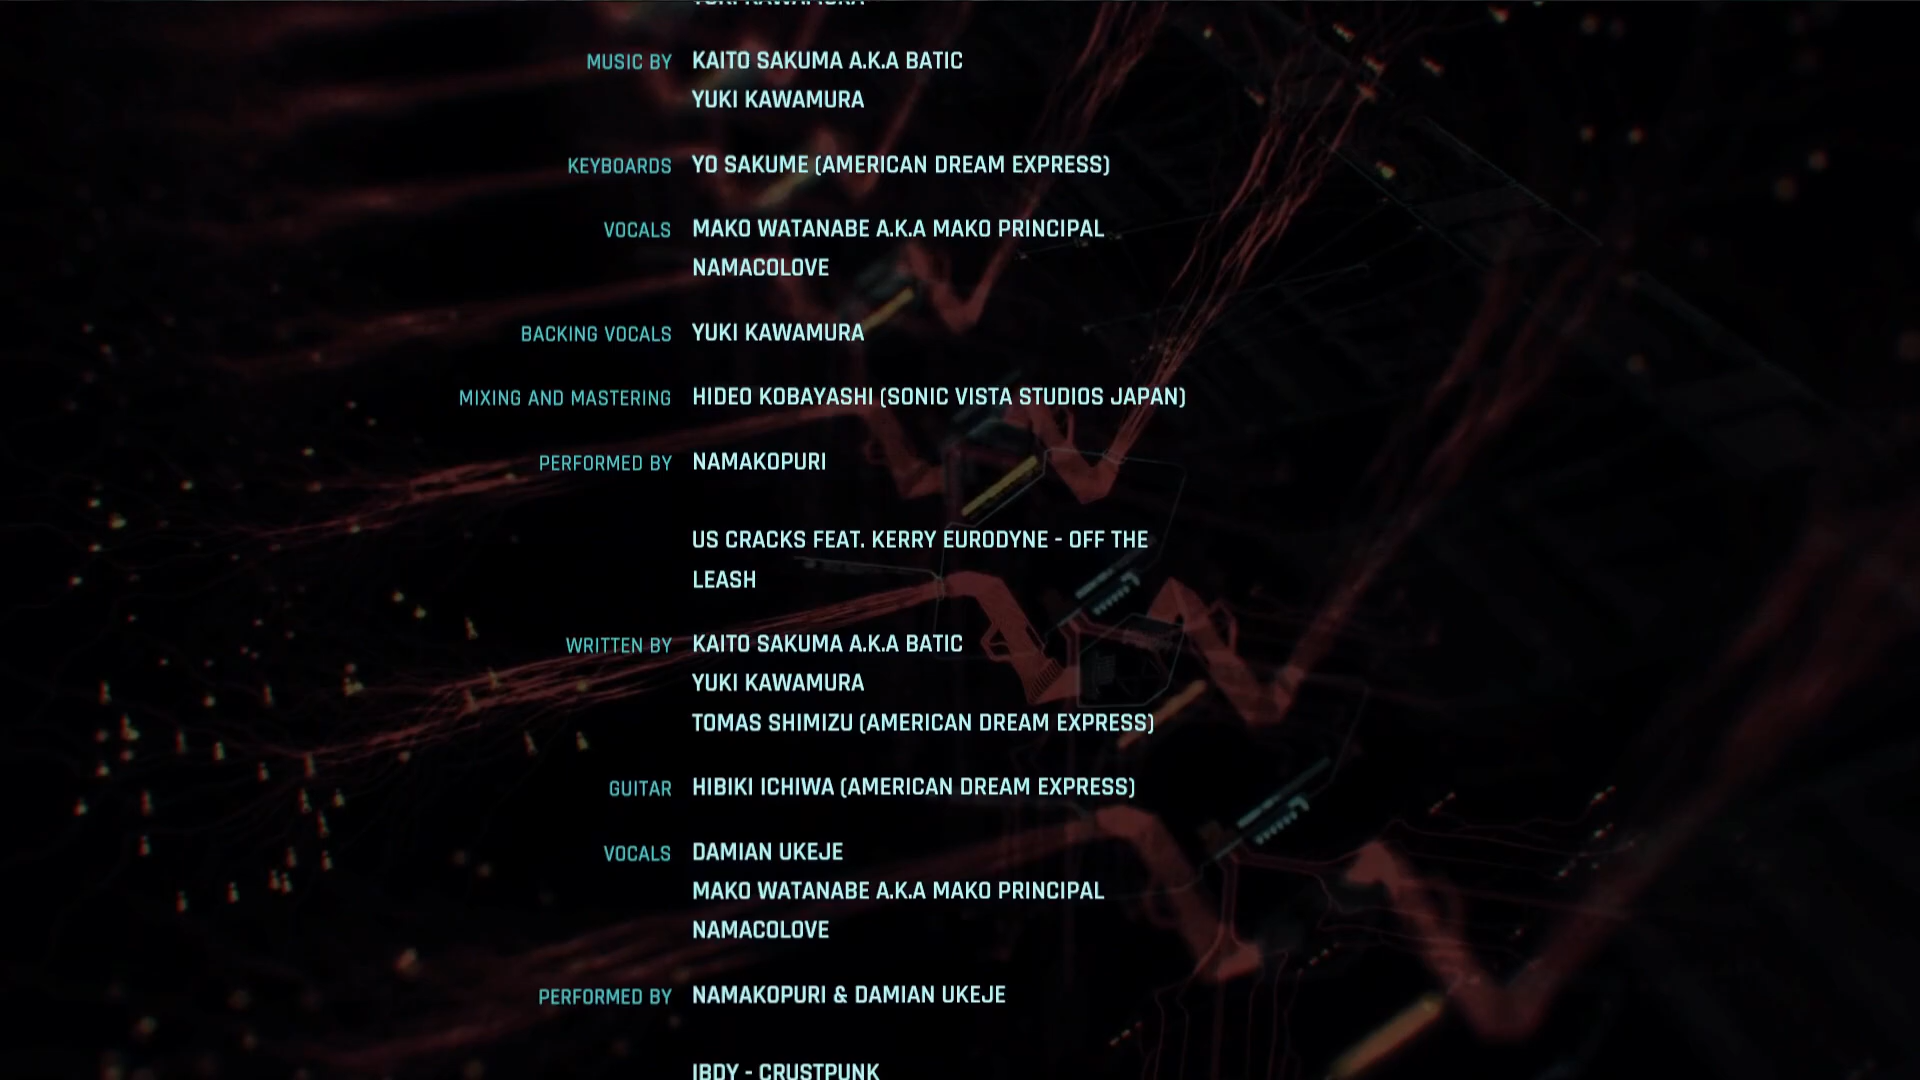 YUKI KAWAMURA
MUSIC BY KAITO SAKUMA A.K.A BATIC
YUKI KAWAMURA
KEYBOARDS YO SAKUME (AMERICAN DREAM EXPRESS)
VOCALS MAKO WATANABE A.K.A MAKO PRINCIPAL
NAMACOLOVE
BACKING VOCALS YUKI KAWAMURA
MIXING AND MASTERING HIDEO KOBAYASHI (SONIC VISTA STUDIOS JAPAN)
PERFORMED BY NAMAKOPURI
US CRACKS FEAT. KERRY EURODYNE - OFF THE
LEASH
WRITTEN BY KAITO SAKUMA A.K.A BATIC
YUKI KAWAMURA
TOMAS SHIMIZU (AMERICAN DREAM EXPRESS)
GUITAR HIBIKI ICHIWA (AMERICAN DREAM EXPRESS)
VOCALS DAMIAN UKEJE
MAKO WATANABE A.K.A MAKO PRINCIPAL
NAMACOLOVE
PERFORMED BY NAMAKOPURI & DAMIAN UKEJE
IBDY - CRUSTPUNK